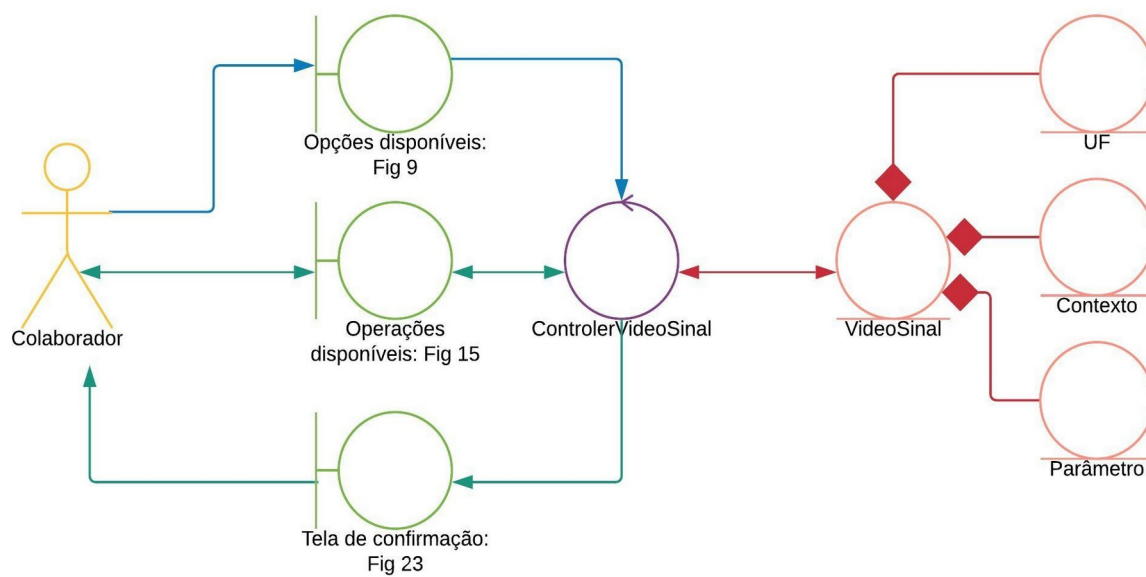 Opções disponíveis:
Fig 9
UF
Colaborador
Operações
disponíveis: Fig 15
ControlerVideoSinal
VideoSinal
Contexto
Parâmetro
Tela de confirmação:
Fig 23